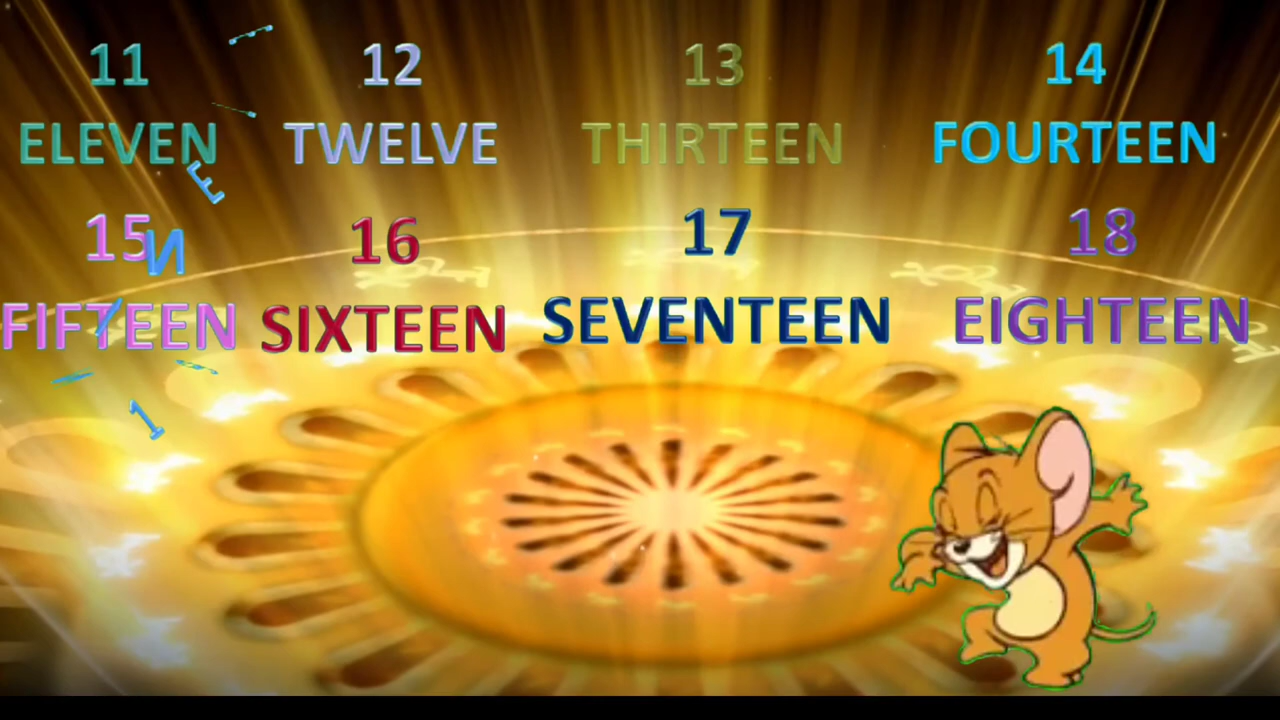 11 12 13 14
ELEVEN TWELVE THIRTEEN FOURTEEN
15 16 17 18
FIFTEEN SIXTEEN SEVENTEEN EIGHTEEN